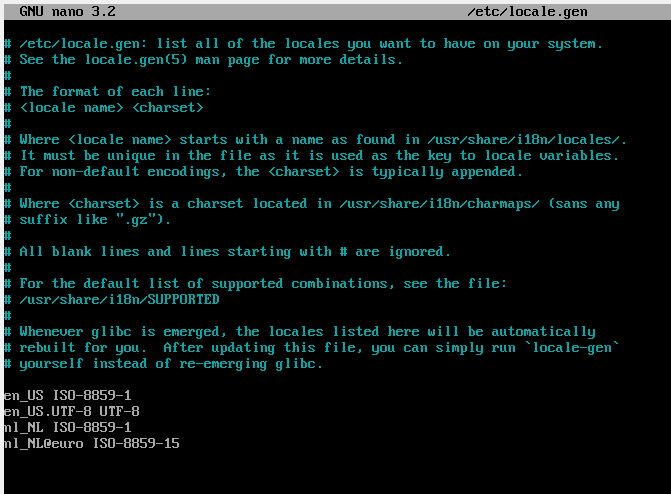 GNU nano 3.2 /etc/locale.gen
# /etc/locale.gen: list all of the locales you want to have on your system.
# See the locale.gen(5) man page for more details.
#
# The format of each line:
# <locale name> <charset>
#
# Where <locale name> starts with a name as found in /usr/share/i18n/locales/.
# It must be unique in the file as it is used as the key to locale variables.
# For non-default encodings, the <charset> is typically appended.
#
# Where <charset> is a charset located in /usr/share/i18n/charmaps/ (sans any
# suffix like ".gz").
#
# All blank lines and lines starting with # are ignored.
#
# For the default list of supported combinations, see the file:
# /usr/share/i18n/SUPPORTED
#
# Whenever glibc is emerged, the locales listed here will be automatically
# rebuilt for you.  After updating this file, you can simply run `locale-gen`
# yourself instead of re-emerging glibc.
en_US ISO-8859-1
en_US.UTF-8 UTF-8
nl_NL ISO-8859-1
nl_NL@euro ISO-8859-15